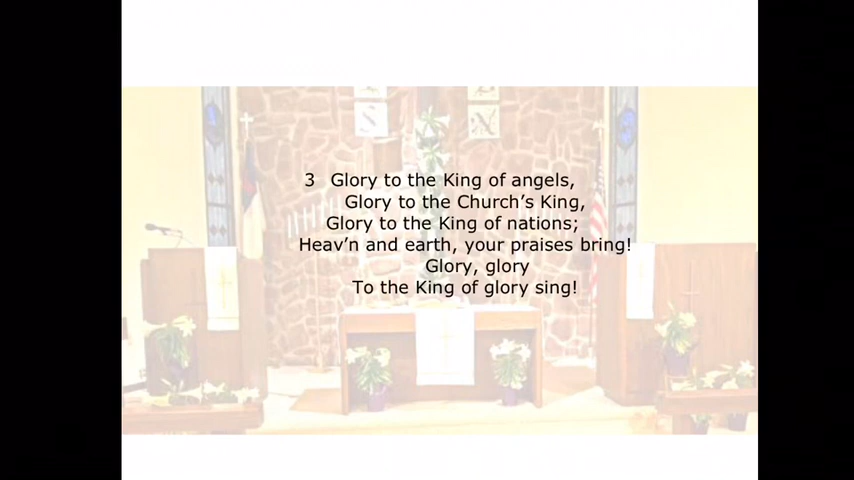 3 Glory to the King of angels,
Glory to the Church’s King,
Glory to the King of nations;
Heav’n and earth, your praises bring!
Glory, glory
To the King of glory sing!